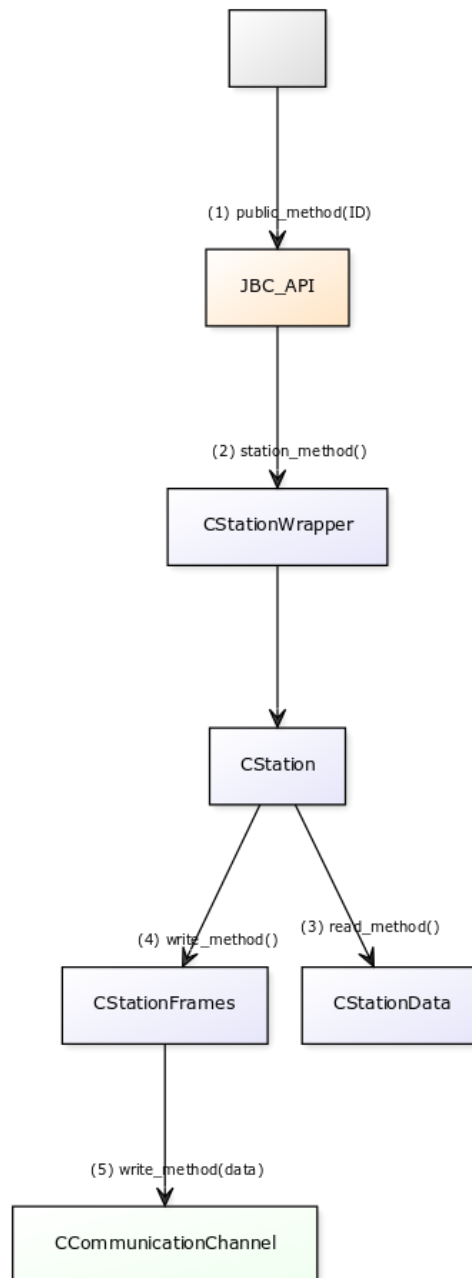 (1) public_method(ID)
JBC_API
(2) station_method()
CStationWrapper
CStation
(3) read_method()
(4) write_method()
CStationFrames
CStationData
(5) write_method(data)
CCommunicationChannel